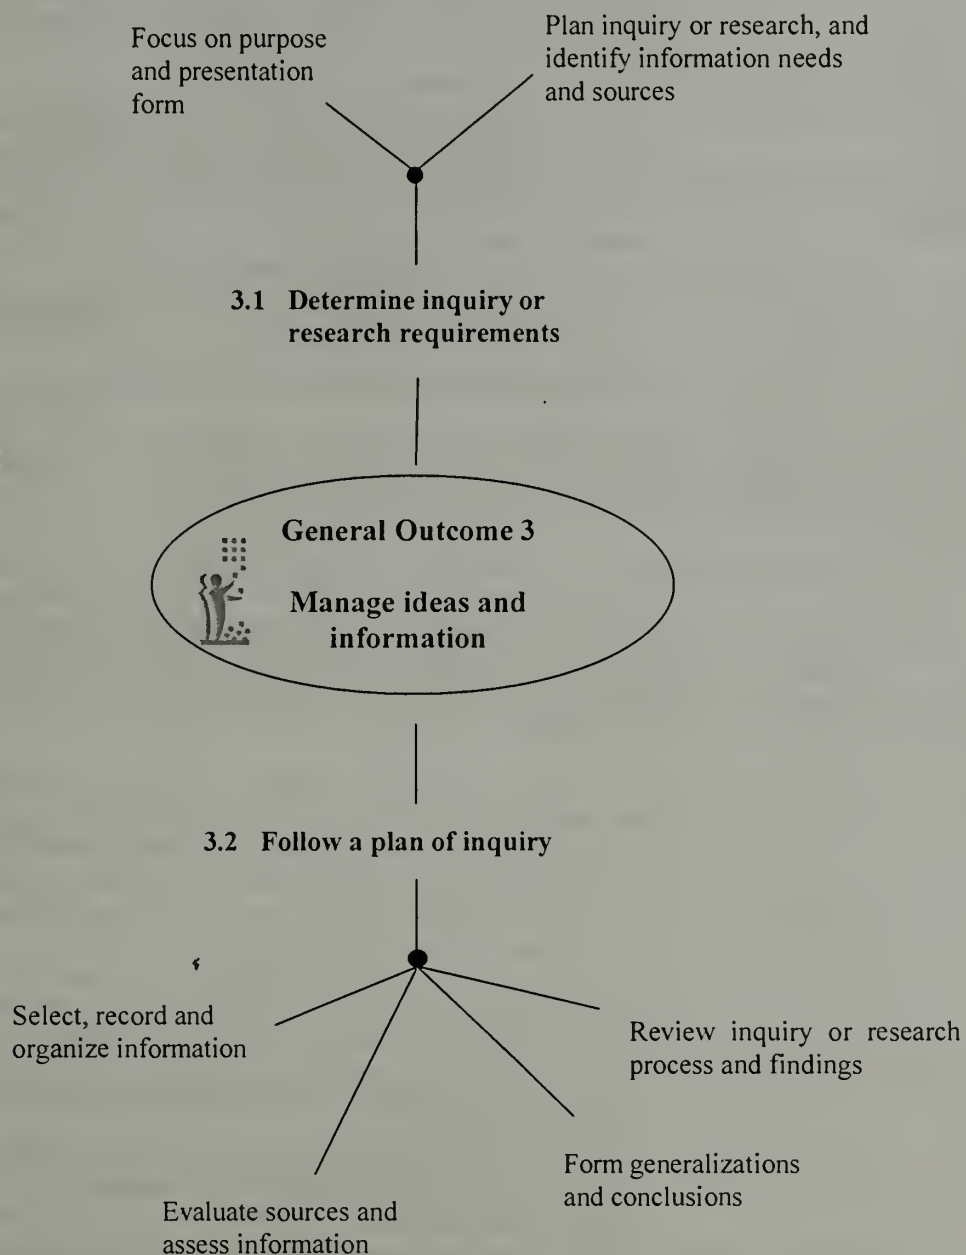 Focus on purpose
and presentation
form
Plan inquiry or research, and
identify information needs
and sources
3.1 Determine inquiry or
research requirements
General Outcome 3
Manage ideas and
information
3.2 Follow a plan of inquiry
Select, record and
organize information
Evaluate sources and
assess information
Form generalizations
and conclusions
Review inquiry or research
process and findings